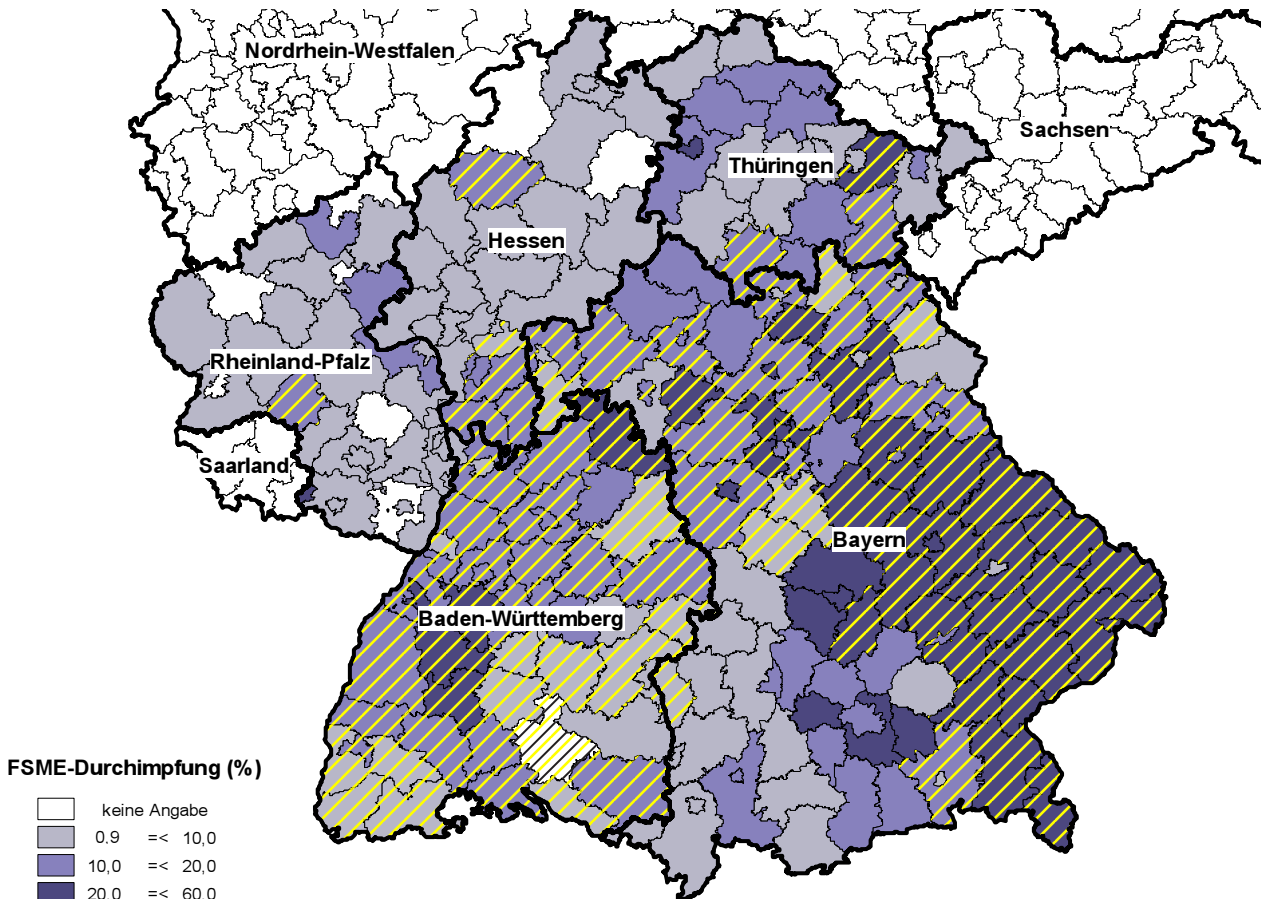 Nordrhein-Westfalen
Sachsen
Thüringen
Hessen
Rheinland-Pfalz
Saarland
Bayern
Baden-Württemberg
FSME-Durchimpfung (%)
keine Angabe
0.9 =< 10,0
10,0 =< 20,0
20,0 =< 60,0